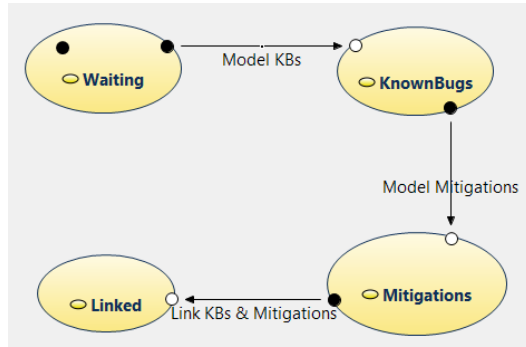 Model KBs
Waiting
KnownBugs
Model Mitigations
Mitigations
Link KBs & Mitigations
Linked